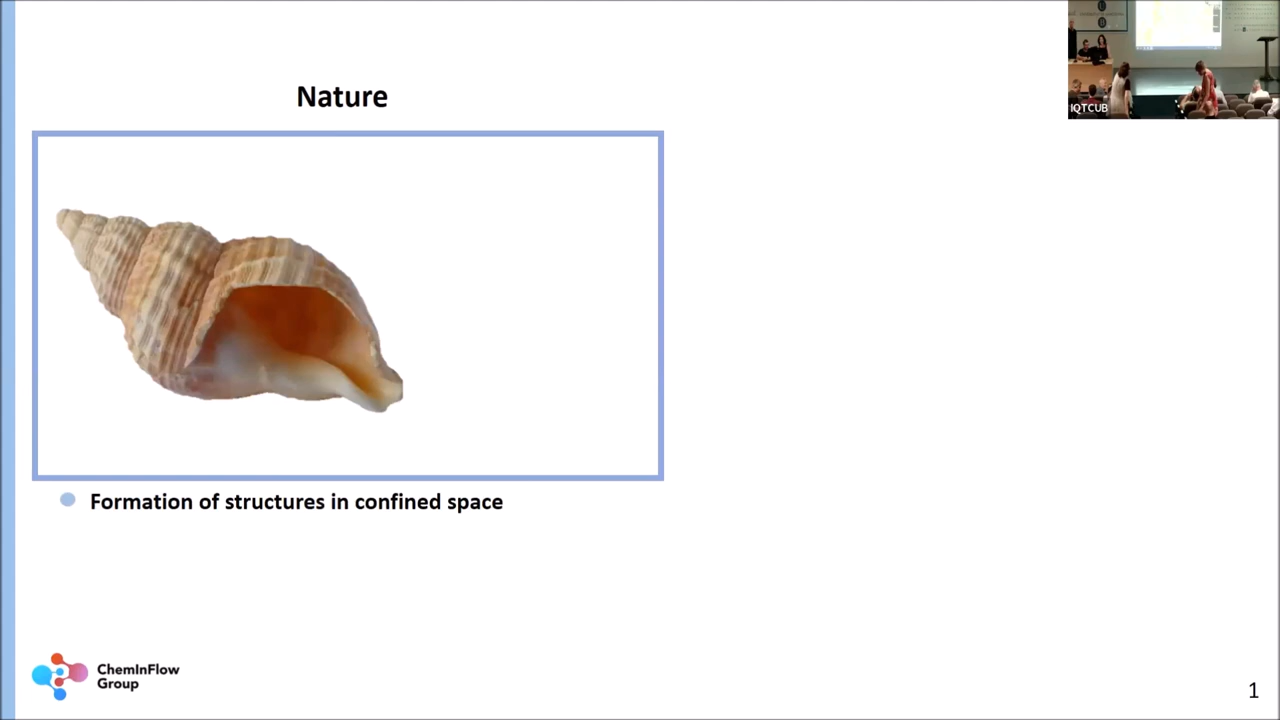 Nature
IQTCUB
Formation of structures in confined space
ChemInFlow
Group
1